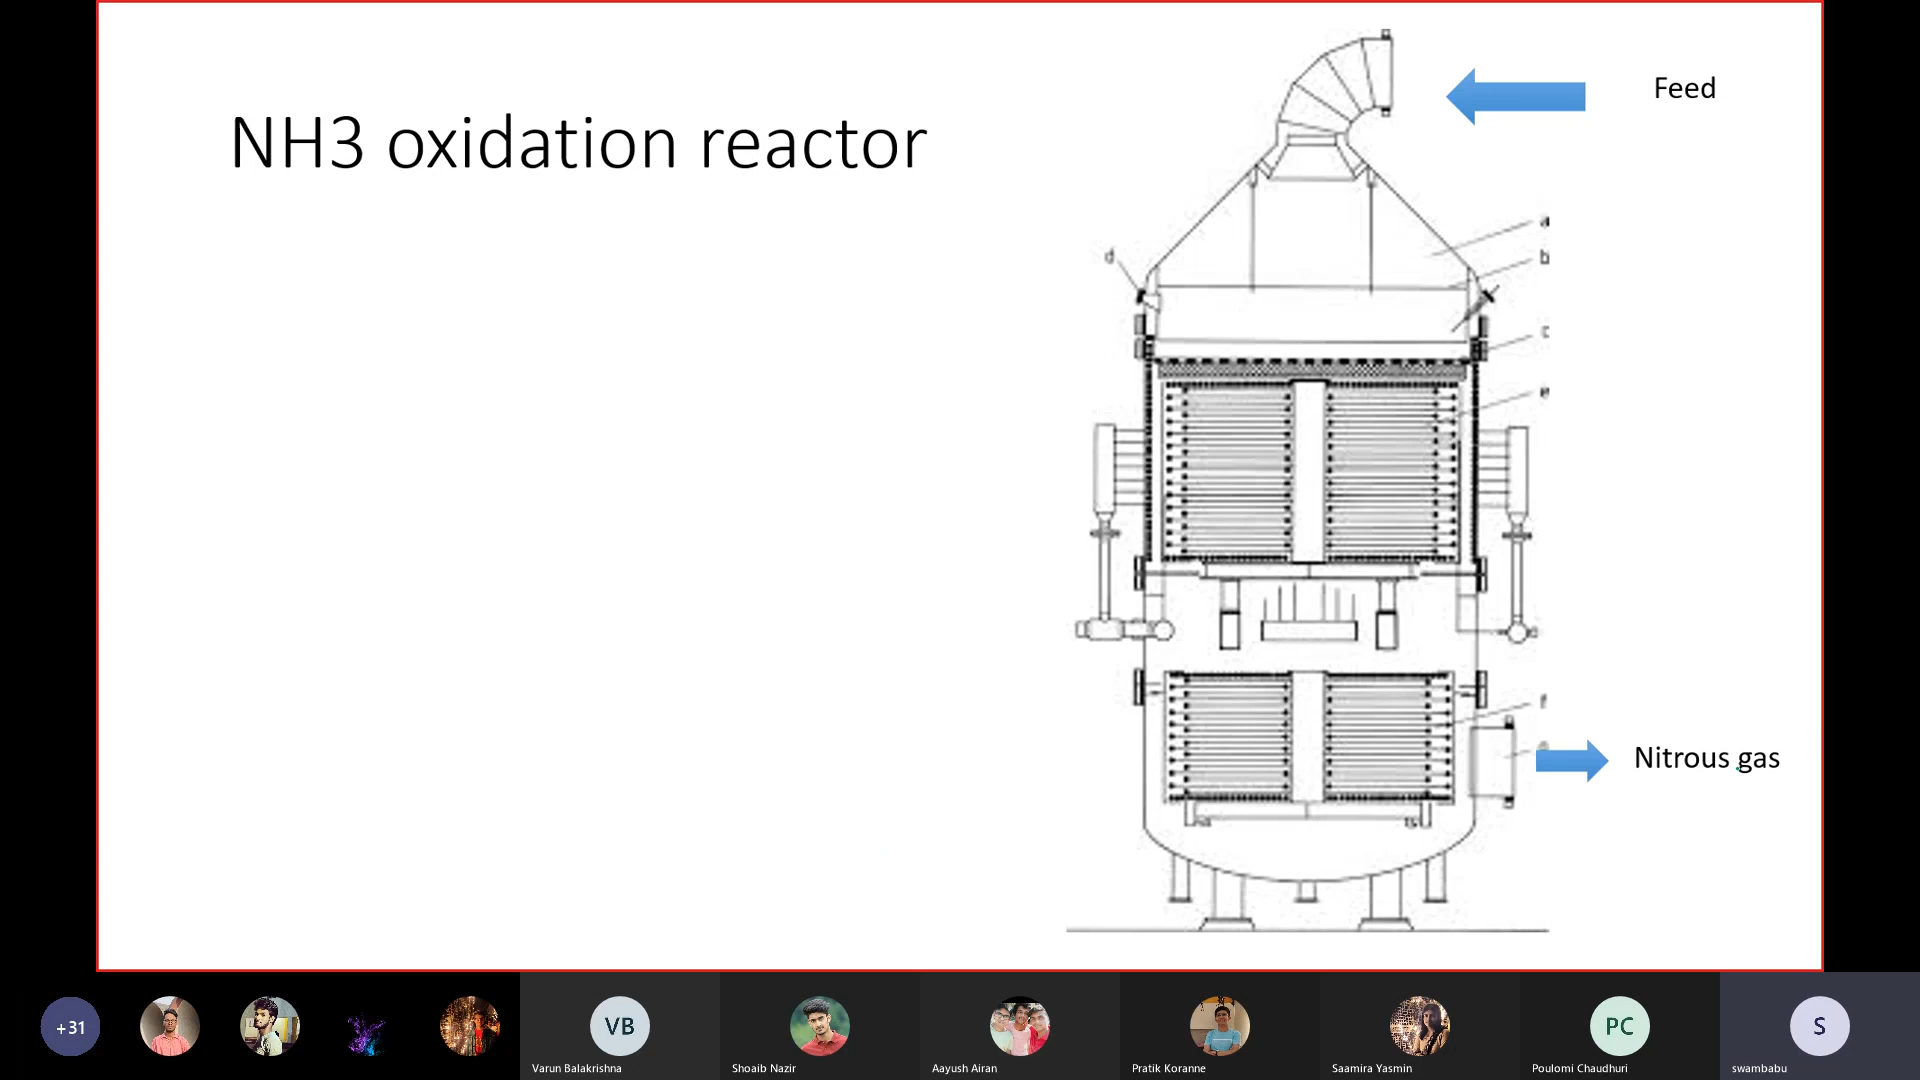 Feed
NH3 oxidation reactor
a
d
b
c
e
f
Nitrous gas
+31
VB
PC
S
Varun Balakrishna
Shoaib Nazir
Aayush Airan
Pratik Koranne
Saamira Yasmin
Poulomi Chaudhuri
swambabu